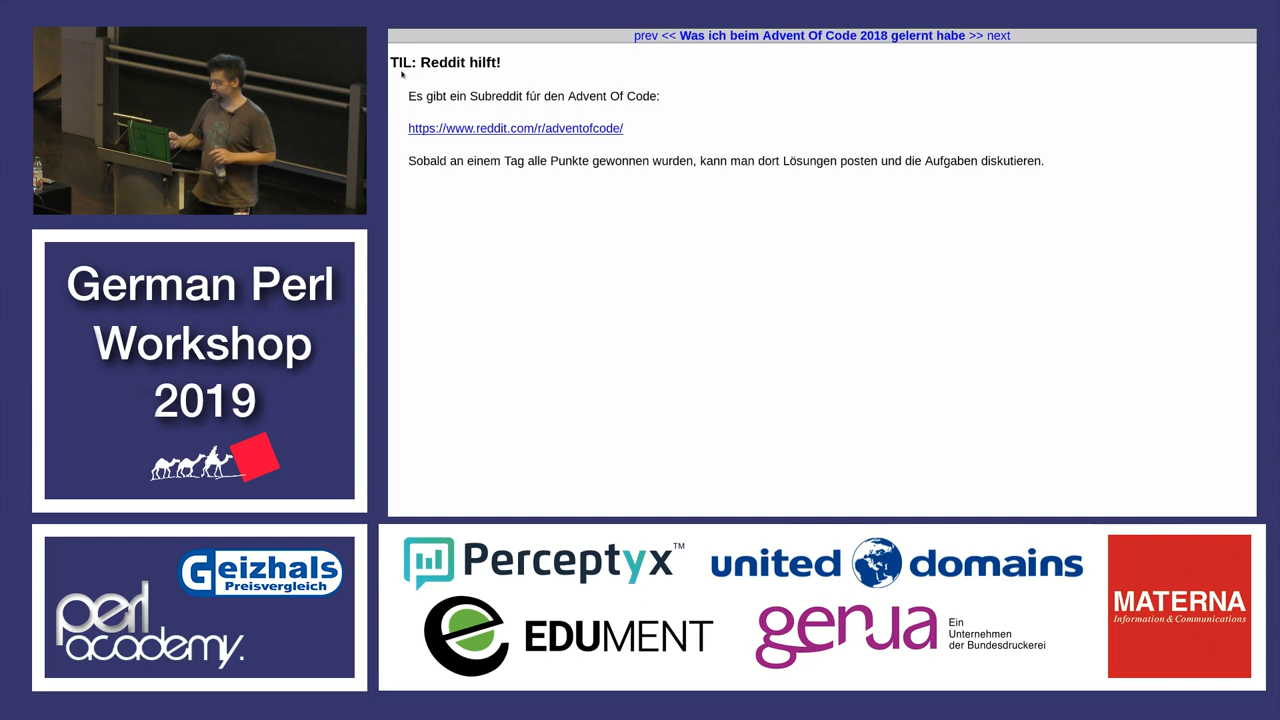 prev << Was ich beim Advent Of Code 2018 gelernt habe >> next
TIL: Reddit hilft!
Es gibt ein Subreddit für den Advent Of Code:
https://www.reddit.com/r/adventofcode/
Sobald an einem Tag alle Punkte gewonnen wurden, kann man dort Lösungen posten und die Aufgaben diskutieren.
German Perl
Workshop
2019
Geizhals
Preisvergleich
perl
academy.
Perceptyx™
united domains
EDUMENT
genua
Ein
Unternehmen
der Bundesdruckerei
MATERNA
Information & Communications